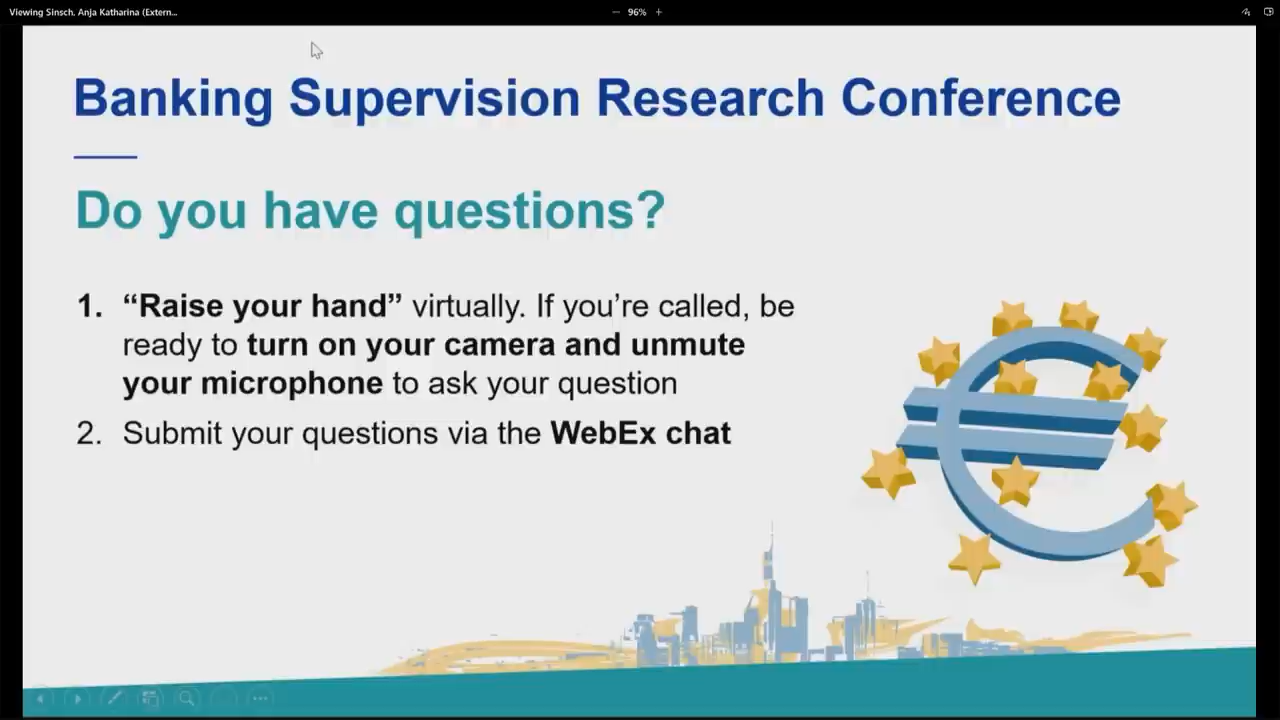 Viewing Sinsch, Anja Katharina (Extern...
96%
Banking Supervision Research Conference
Do you have questions?
1. “Raise your hand” virtually. If you’re called, be
ready to turn on your camera and unmute
your microphone to ask your question
2. Submit your questions via the WebEx chat